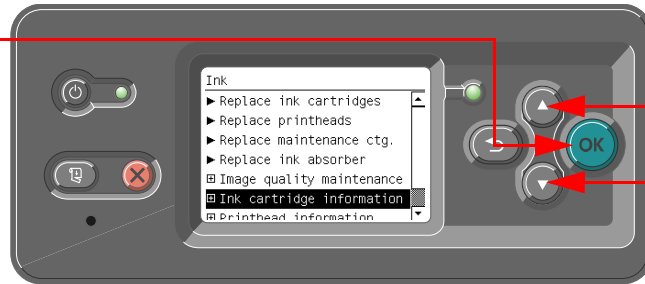 Ink
▶ Replace ink cartridges
▶ Replace printheads
▶ Replace maintenance ctg.
▶ Replace ink absorber
⊞ Image quality maintenance
⊞ Ink cartridge information
⊞ Printhead information
OK